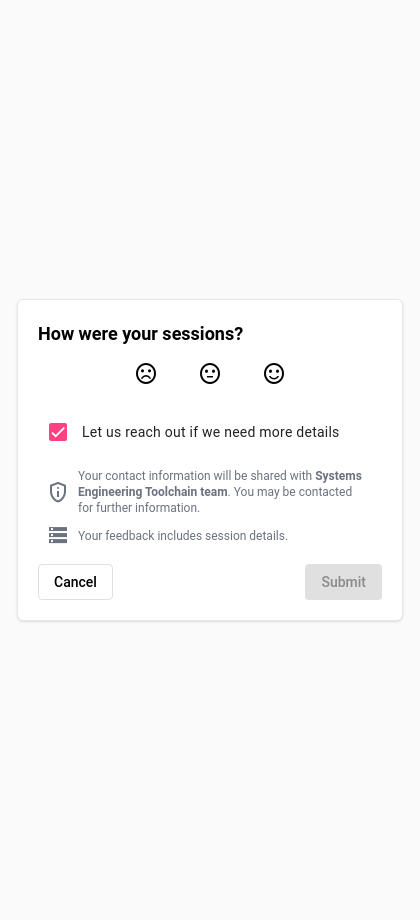 How were your sessions?
Let us reach out if we need more details
Your contact information will be shared with Systems
Engineering Toolchain team. You may be contacted
for further information.
Your feedback includes session details.
Cancel
Submit